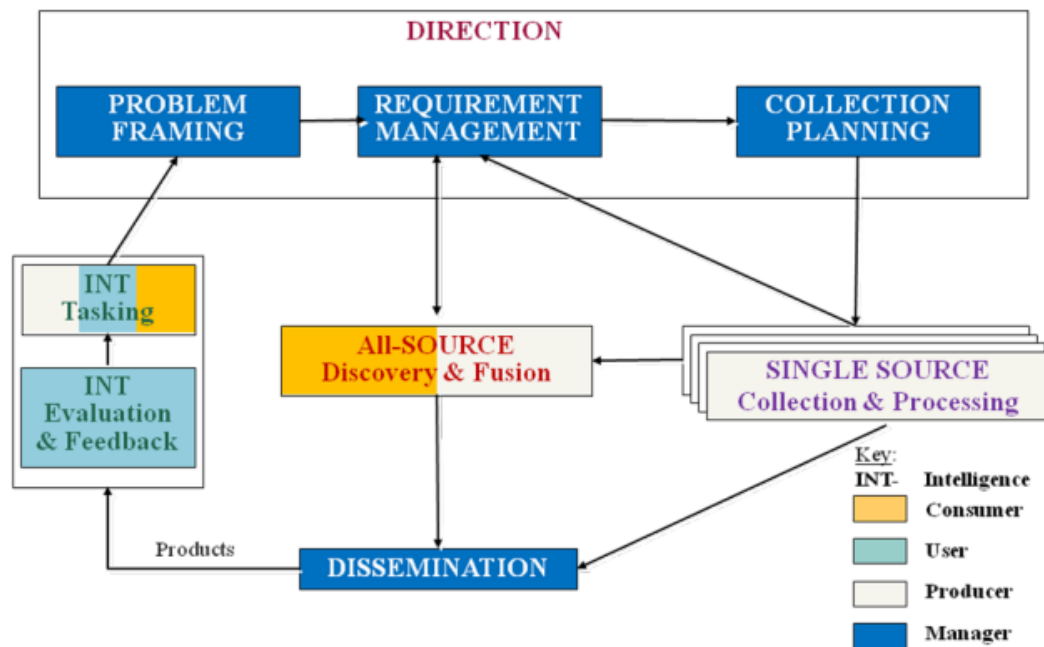 DIRECTION
PROBLEM
FRAMING
REQUIREMENT
MANAGEMENT
COLLECTION
PLANNING
INT
Tasking
INT
Evaluation
& Feedback
All-SOURCE
Discovery & Fusion
SINGLE SOURCE
Collection & Processing
Products
DISSEMINATION
Key:
INT- Intelligence
Consumer
User
Producer
Manager